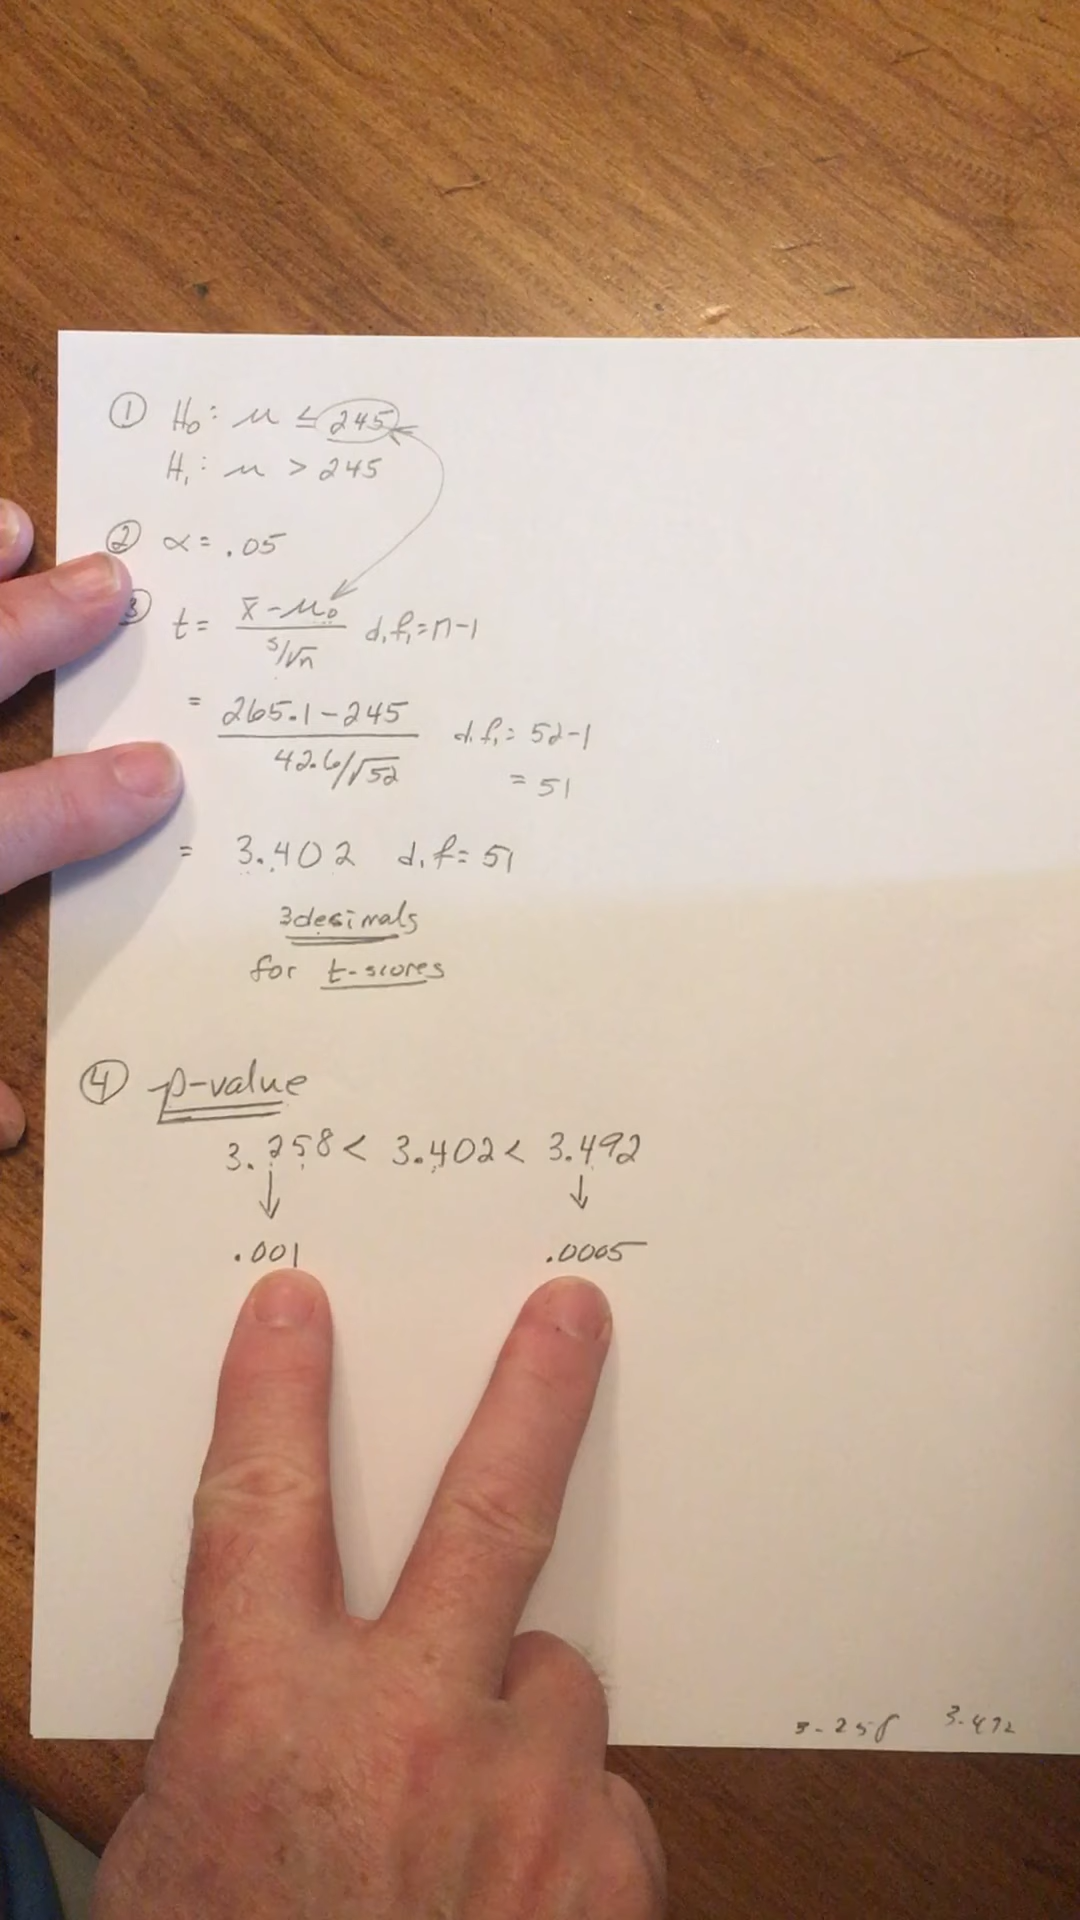 ① H₀: μ ≤ 245
H₁: μ > 245
② α = .05
③ t = x̄ - μ₀ / s/√n d.f. = n-1
= 265.1 - 245 / 42.6/√52 d.f. = 52-1
= 51
= 3.402 d.f = 51
3 desimals
for t-scores
④ p-value
3.258 < 3.402 < 3.492
↓ ↓
.001 .0005
3.258 3.492